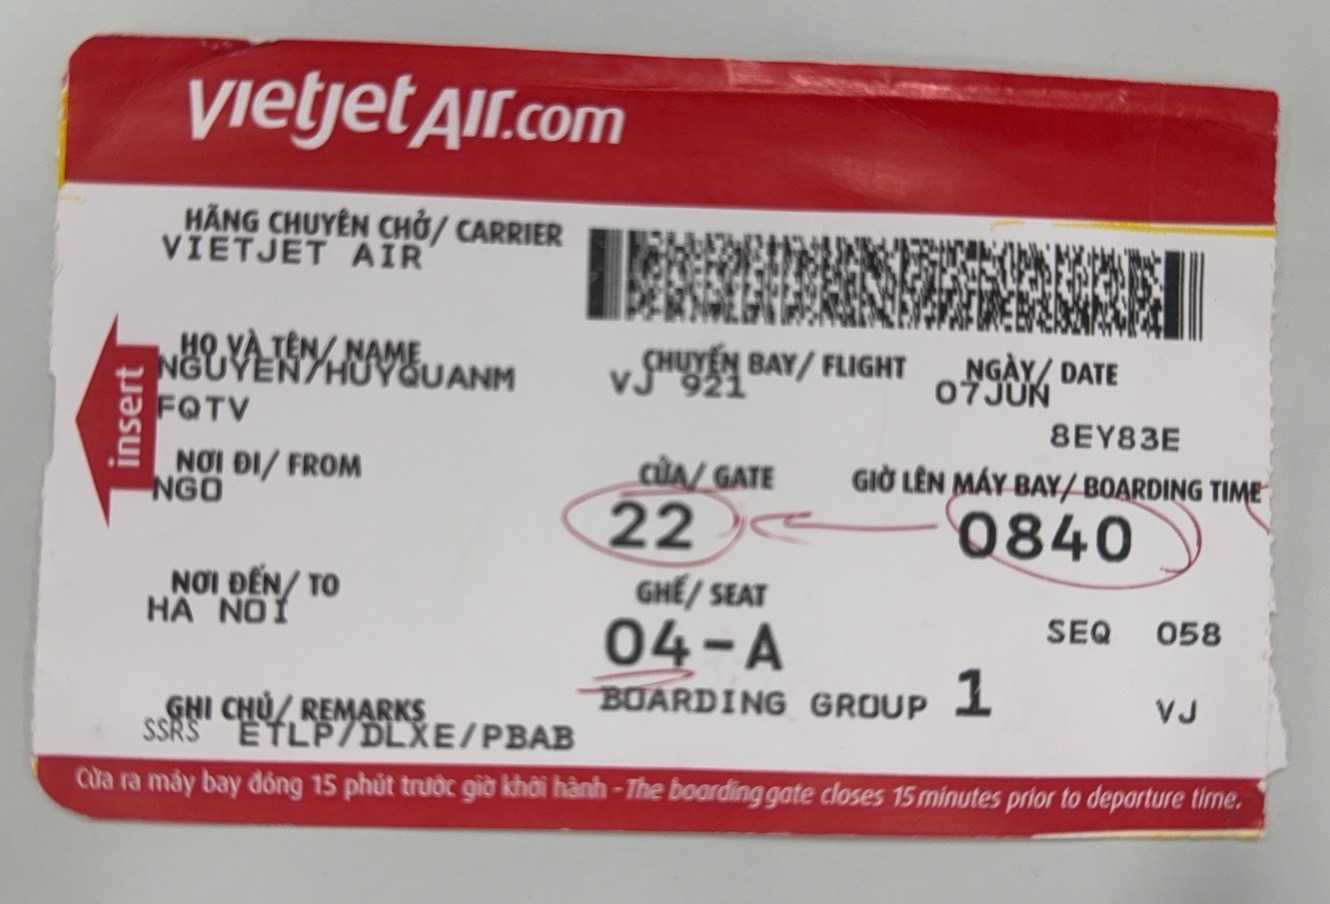 vietjetAir.com
HÃNG CHUYÊN CHỞ/ CARRIER
VIETJET AIR
HỌ VÀ TÊN/ NAME
NGUYEN/HUYQUANM
FQTV
CHUYẾN BAY/ FLIGHT
VJ 921
NGÀY/ DATE
07JUN
8EY83E
insert
NƠI ĐI/ FROM
NGO
CỬA/ GATE
22
GIỜ LÊN MÁY BAY/ BOARDING TIME
0840
NƠI ĐẾN/ TO
HA NOI
GHẾ/ SEAT
04-A
SEQ 058
BOARDING GROUP 1
VJ
GHI CHÚ/ REMARKS
SSRS ETLP/DLXE/PBAB
Cửa ra máy bay đóng 15 phút trước giờ khởi hành - The boarding gate closes 15 minutes prior to departure time.